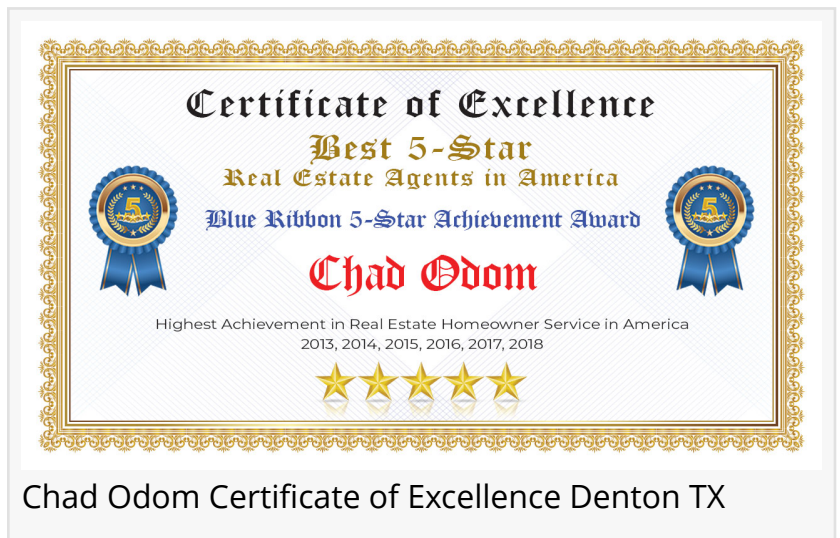 Certificate of Excellence
Best 5-Star
Real Estate Agents in America
Blue Ribbon 5-Star Achievement Award
Chad Odom
Highest Achievement in Real Estate Homeowner Service in America
2013, 2014, 2015, 2016, 2017, 2018
5
5
Chad Odom Certificate of Excellence Denton TX